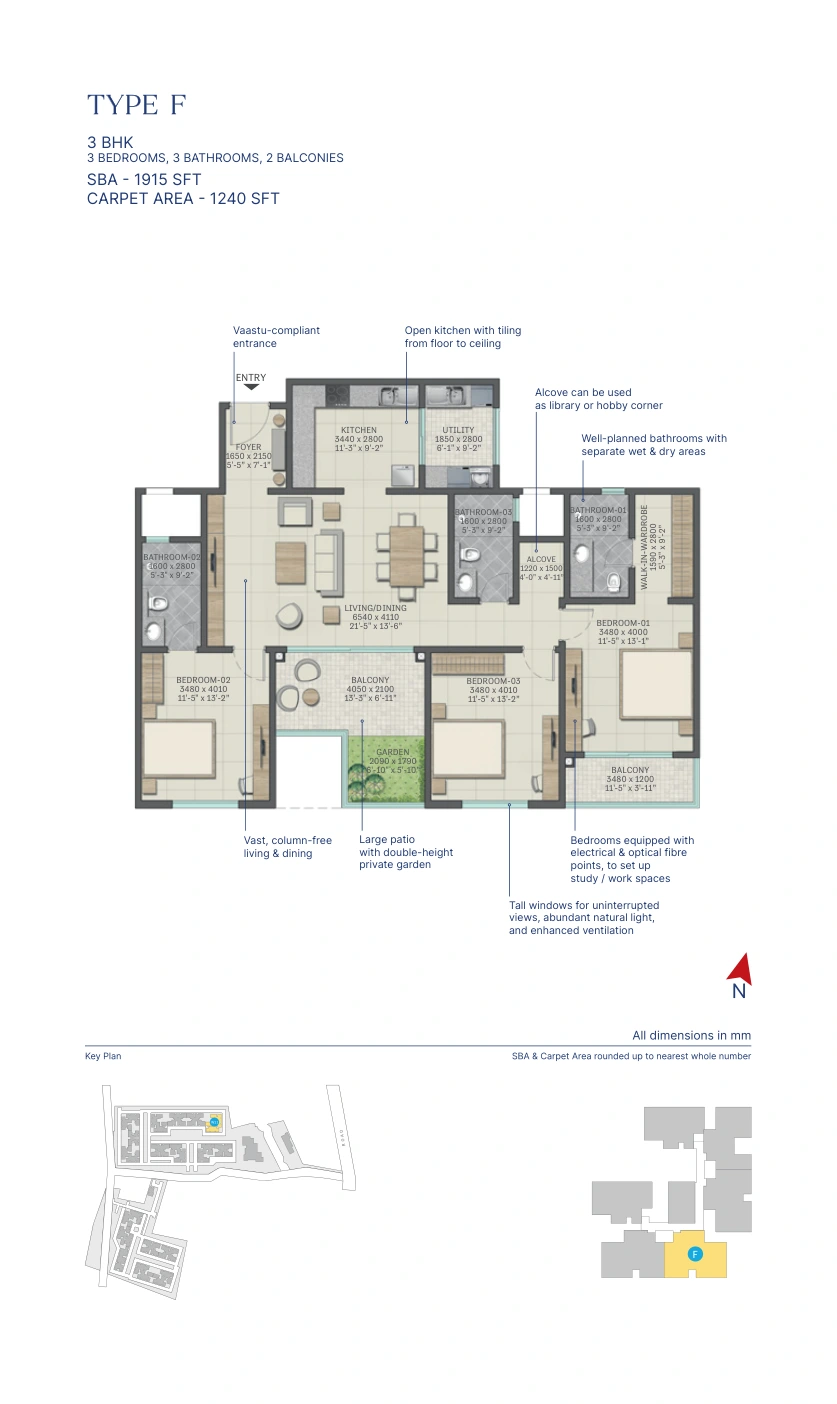 TYPE F
3 BHK
3 BEDROOMS, 3 BATHROOMS, 2 BALCONIES
SBA - 1915 SFT
CARPET AREA - 1240 SFT
Vaastu-compliant
entrance
Open kitchen with tiling
from floor to ceiling
ENTRY
Alcove can be used
as library or hobby corner
Well-planned bathrooms with
separate wet & dry areas
FOYER
1650 x 2150
5'-5" x 7'-1"
KITCHEN
3440 x 2800
11'-3" x 9'-2"
UTILITY
1850 x 2800
6'-1" x 9'-2"
BATHROOM-03
1600 x 2800
5'-3" x 9'-2"
BATHROOM-01
1600 x 2800
5'-3" x 9'-2"
WALK-IN-WARDROBE
1590 x 2800
5'-3" x 9'-2"
BATHROOM-02
1600 x 2800
5'-3" x 9'-2"
ALCOVE
1220 x 1500
4'-0" x 4'-11"
LIVING/DINING
6540 x 4110
21'-5" x 13'-6"
BEDROOM-01
3480 x 4000
11'-5" x 13'-1"
BEDROOM-02
3480 x 4010
11'-5" x 13'-2"
BALCONY
4050 x 2100
13'-3" x 6'-11"
BEDROOM-03
3480 x 4010
11'-5" x 13'-2"
GARDEN
2090 x 1790
6'-10" x 5'-10"
BALCONY
3480 x 1200
11'-5" x 3'-11"
Vast, column-free
living & dining
Large patio
with double-height
private garden
Bedrooms equipped with
electrical & optical fibre
points, to set up
study / work spaces
Tall windows for uninterrupted
views, abundant natural light,
and enhanced ventilation
N
All dimensions in mm
Key Plan
SBA & Carpet Area rounded up to nearest whole number
ROAD
F